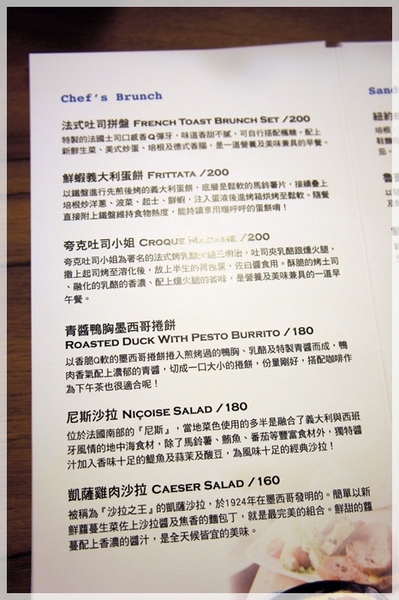 Chef's Brunch
法式吐司拼盤 FRENCH TOAST BRUNCH SET /200
特製的法國土司口感香Q彈牙，味道香甜不膩，可自行搭配楓糖。配上
新鮮生菜、美式炒蛋、培根及德式香腸，是一道營養及美味兼具的早餐。
鮮蝦義大利蛋餅 FRITTATA /200
以鐵盤進行先煎後烤的義大利蛋餅，底層是鬆軟的馬鈴薯片，接續疊上
培根炒洋蔥、波菜、起士、鮮蝦，注入蛋液後進烤箱烘烤至鬆軟。隨餐
直接附上鐵盤維持食物熱度，能持續享用暖呼呼的蛋餅唷！
夸克吐司小姐 CROQUE MADAME /200
夸克吐司小姐為著名的法式烤乳酪火腿三明治，吐司夾乳酪跟燻火腿，
撒上起司烤至溶化後，放上半生的荷包蛋，佐白醬食用。酥脆的烤土司
、融化的乳酪的香濃、配上燻火腿的香味，是營養及美味兼具的一道早
午餐。
青醬鴨胸墨西哥捲餅
ROASTED DUCK WITH PESTO BURRITO /180
以香脆Q軟的墨西哥捲餅捲入煎烤過的鴨胸、乳酪及特製青醬而成，鴨
肉香氣配上濃郁的青醬，切成一口大小的捲餅，份量剛好，搭配咖啡作
為下午茶也很適合呢！
尼斯沙拉 NIÇOISE SALAD /180
位於法國南部的『尼斯』，當地菜色使用的多半是融合了義大利與西班
牙風情的地中海食材，除了馬鈴薯、鮪魚、番茄等豐富食材外，獨特醬
汁加入香味十足的鯷魚及蒜茉及酸豆，為風味十足的經典沙拉！
凱薩雞肉沙拉 CAESER SALAD /160
被稱為『沙拉之王』的凱薩沙拉，於1924年在墨西哥發明的。簡單以新
鮮蘿蔓生菜佐上沙拉醬及焦香的麵包丁，就是最完美的組合。鮮甜的蘿
蔓配上香濃的醬汁，是全天候皆宜的美味。
Sand
紐約
培根